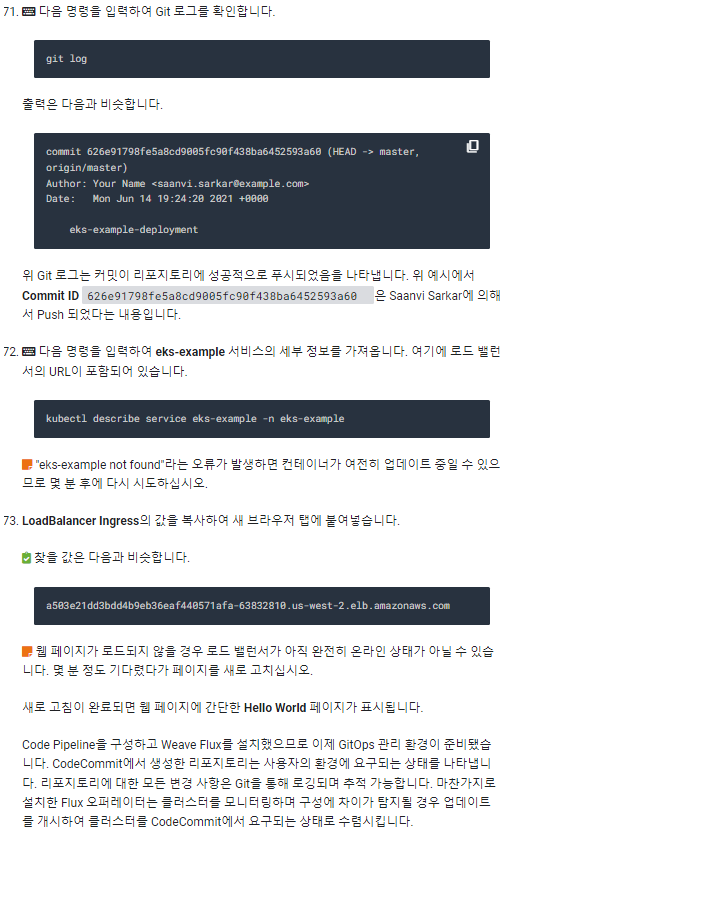 71. 다음 명령을 입력하여 Git 로그를 확인합니다.
git log
출력은 다음과 비슷합니다.
commit 626e91798fe5a8cd9005fc90f438ba6452593a60 (HEAD -> master,
origin/master)
Author: Your Name <saanvi.sarkar@example.com>
Date:   Mon Jun 14 19:24:20 2021 +0000
eks-example-deployment
위 Git 로그는 커밋이 리포지토리에 성공적으로 푸시되었음을 나타냅니다. 위 예시에서
Commit ID 626e91798fe5a8cd9005fc90f438ba6452593a60 은 Saanvi Sarkar에 의해
서 Push 되었다는 내용입니다.
72. 다음 명령을 입력하여 eks-example 서비스의 세부 정보를 가져옵니다. 여기에 로드 밸런
서의 URL이 포함되어 있습니다.
kubectl describe service eks-example -n eks-example
"eks-example not found"라는 오류가 발생하면 컨테이너가 여전히 업데이트 중일 수 있으
므로 몇 분 후에 다시 시도하십시오.
73. LoadBalancer Ingress의 값을 복사하여 새 브라우저 탭에 붙여넣습니다.
찾을 값은 다음과 비슷합니다.
a503e21dd3bdd4b9eb36eaf440571afa-63832810.us-west-2.elb.amazonaws.com
웹 페이지가 로드되지 않을 경우 로드 밸런서가 아직 완전히 온라인 상태가 아닐 수 있습
니다. 몇 분 정도 기다렸다가 페이지를 새로 고치십시오.
새로 고침이 완료되면 웹 페이지에 간단한 Hello World 페이지가 표시됩니다.
Code Pipeline을 구성하고 Weave Flux를 설치했으므로 이제 GitOps 관리 환경이 준비됐습
니다. CodeCommit에서 생성한 리포지토리는 사용자의 환경에 요구되는 상태를 나타냅니
다. 리포지토리에 대한 모든 변경 사항은 Git을 통해 로깅되며 추적 가능합니다. 마찬가지로
설치한 Flux 오퍼레이터는 클러스터를 모니터링하며 구성에 차이가 탐지될 경우 업데이트
를 개시하여 클러스터를 CodeCommit에서 요구되는 상태로 수렴시킵니다.